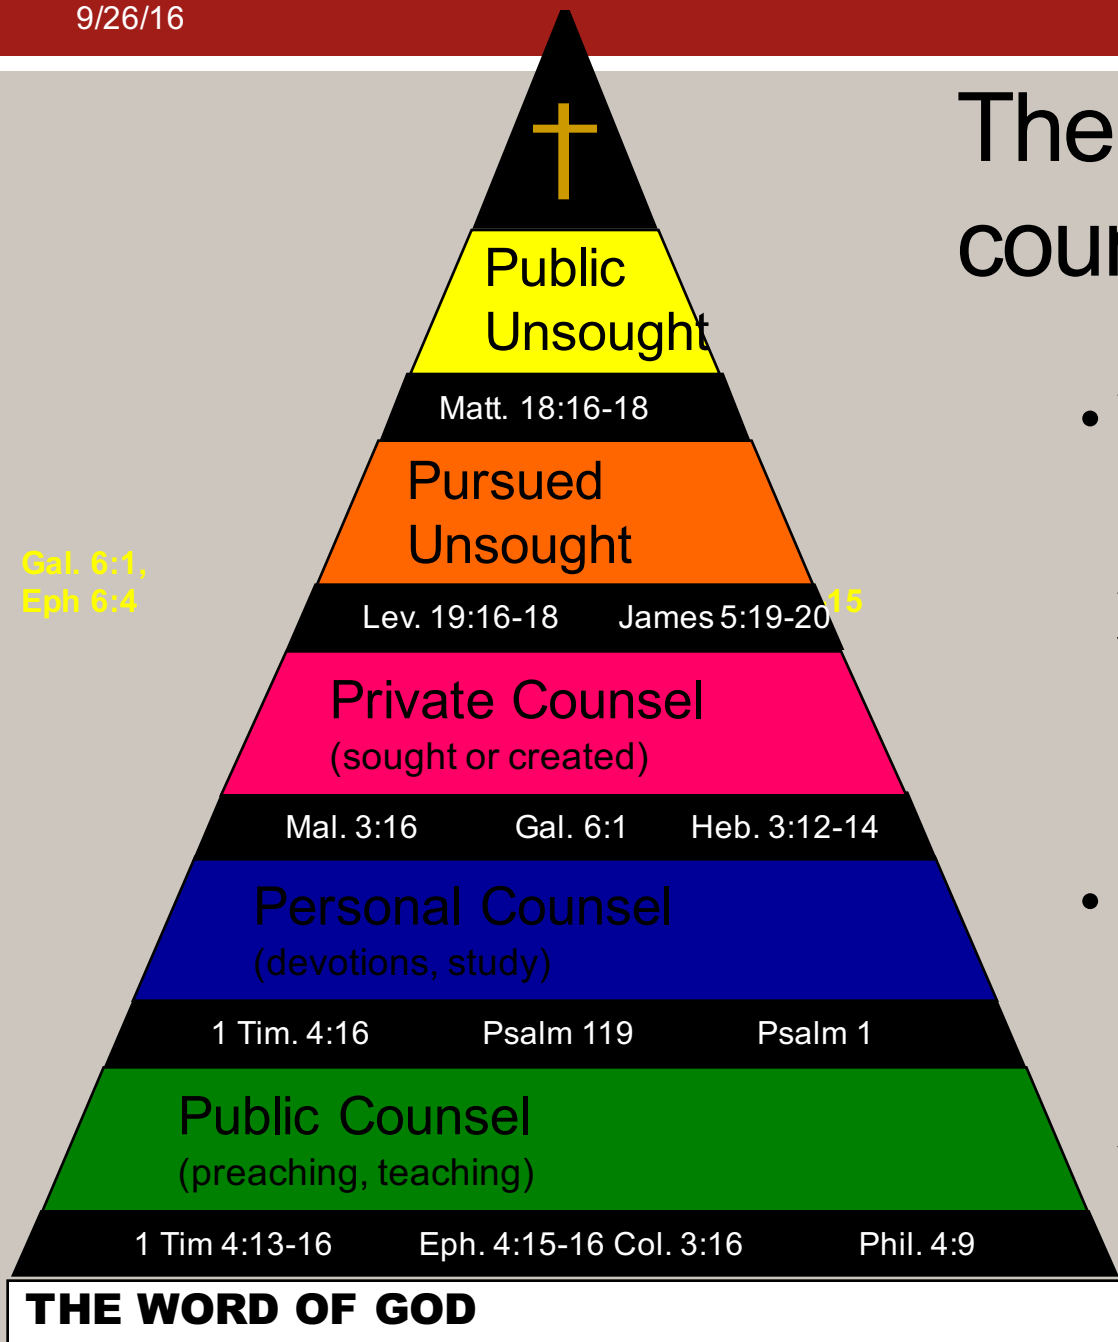 9/26/16
The
Public
Unsought
Matt. 18:16-18
Pursued
Unsought
Gal. 6:1,
Eph 6:4
Lev. 19:16-18 James 5:19-20
15
Private Counsel
(sought or created)
Mal. 3:16 Gal. 6:1 Heb. 3:12-14
Personal Counsel
(devotions, study)
1 Tim. 4:16 Psalm 119 Psalm 1
Public Counsel
(preaching, teaching)
1 Tim 4:13-16 Eph. 4:15-16 Col. 3:16 Phil. 4:9
THE WORD OF GOD